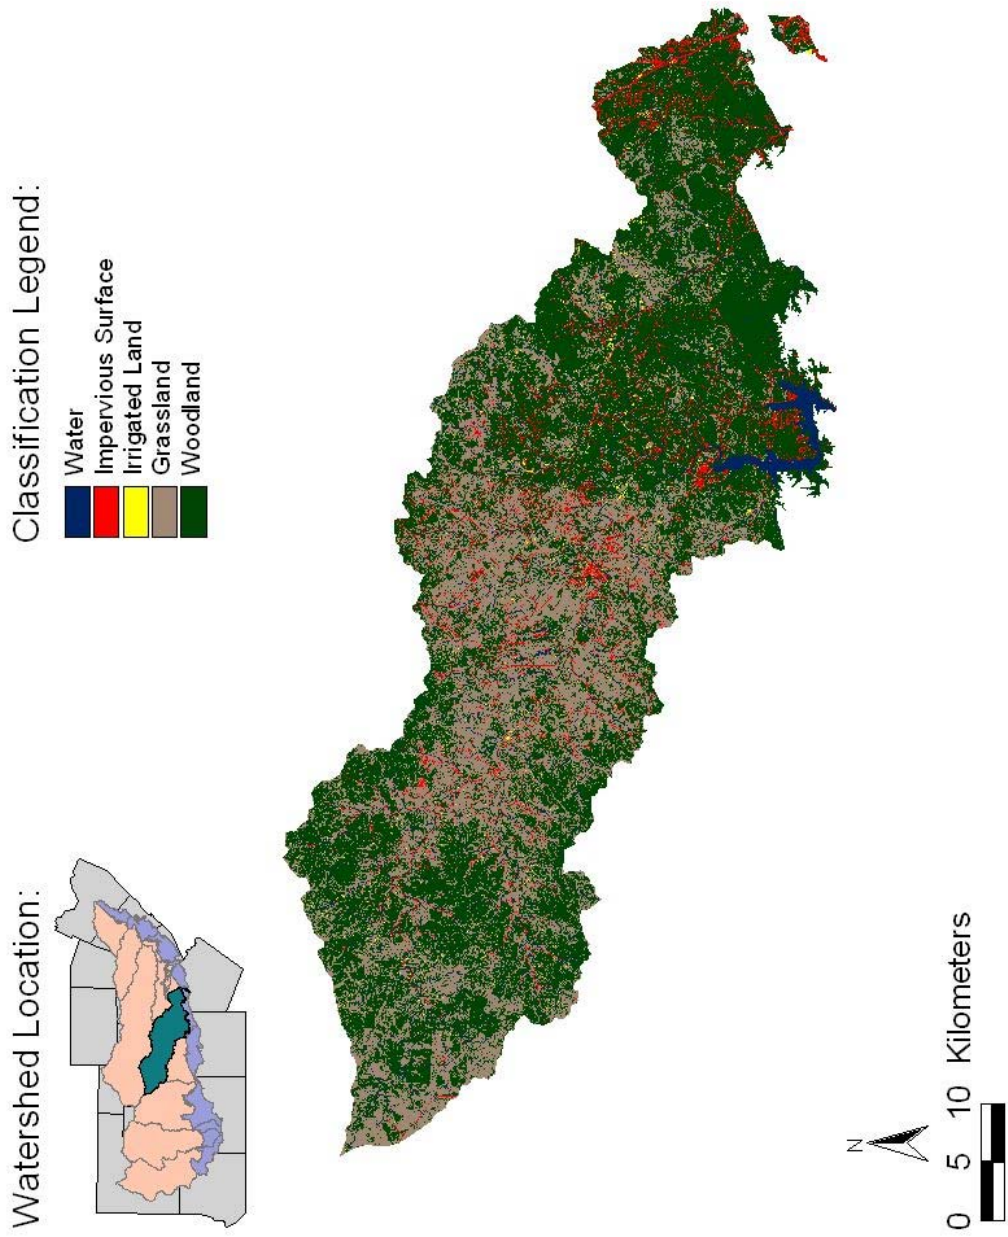 Watershed Location:
Classification Legend:
Water
Impervious Surface
Irrigated Land
Grassland
Woodland
N
0 5 10 Kilometers